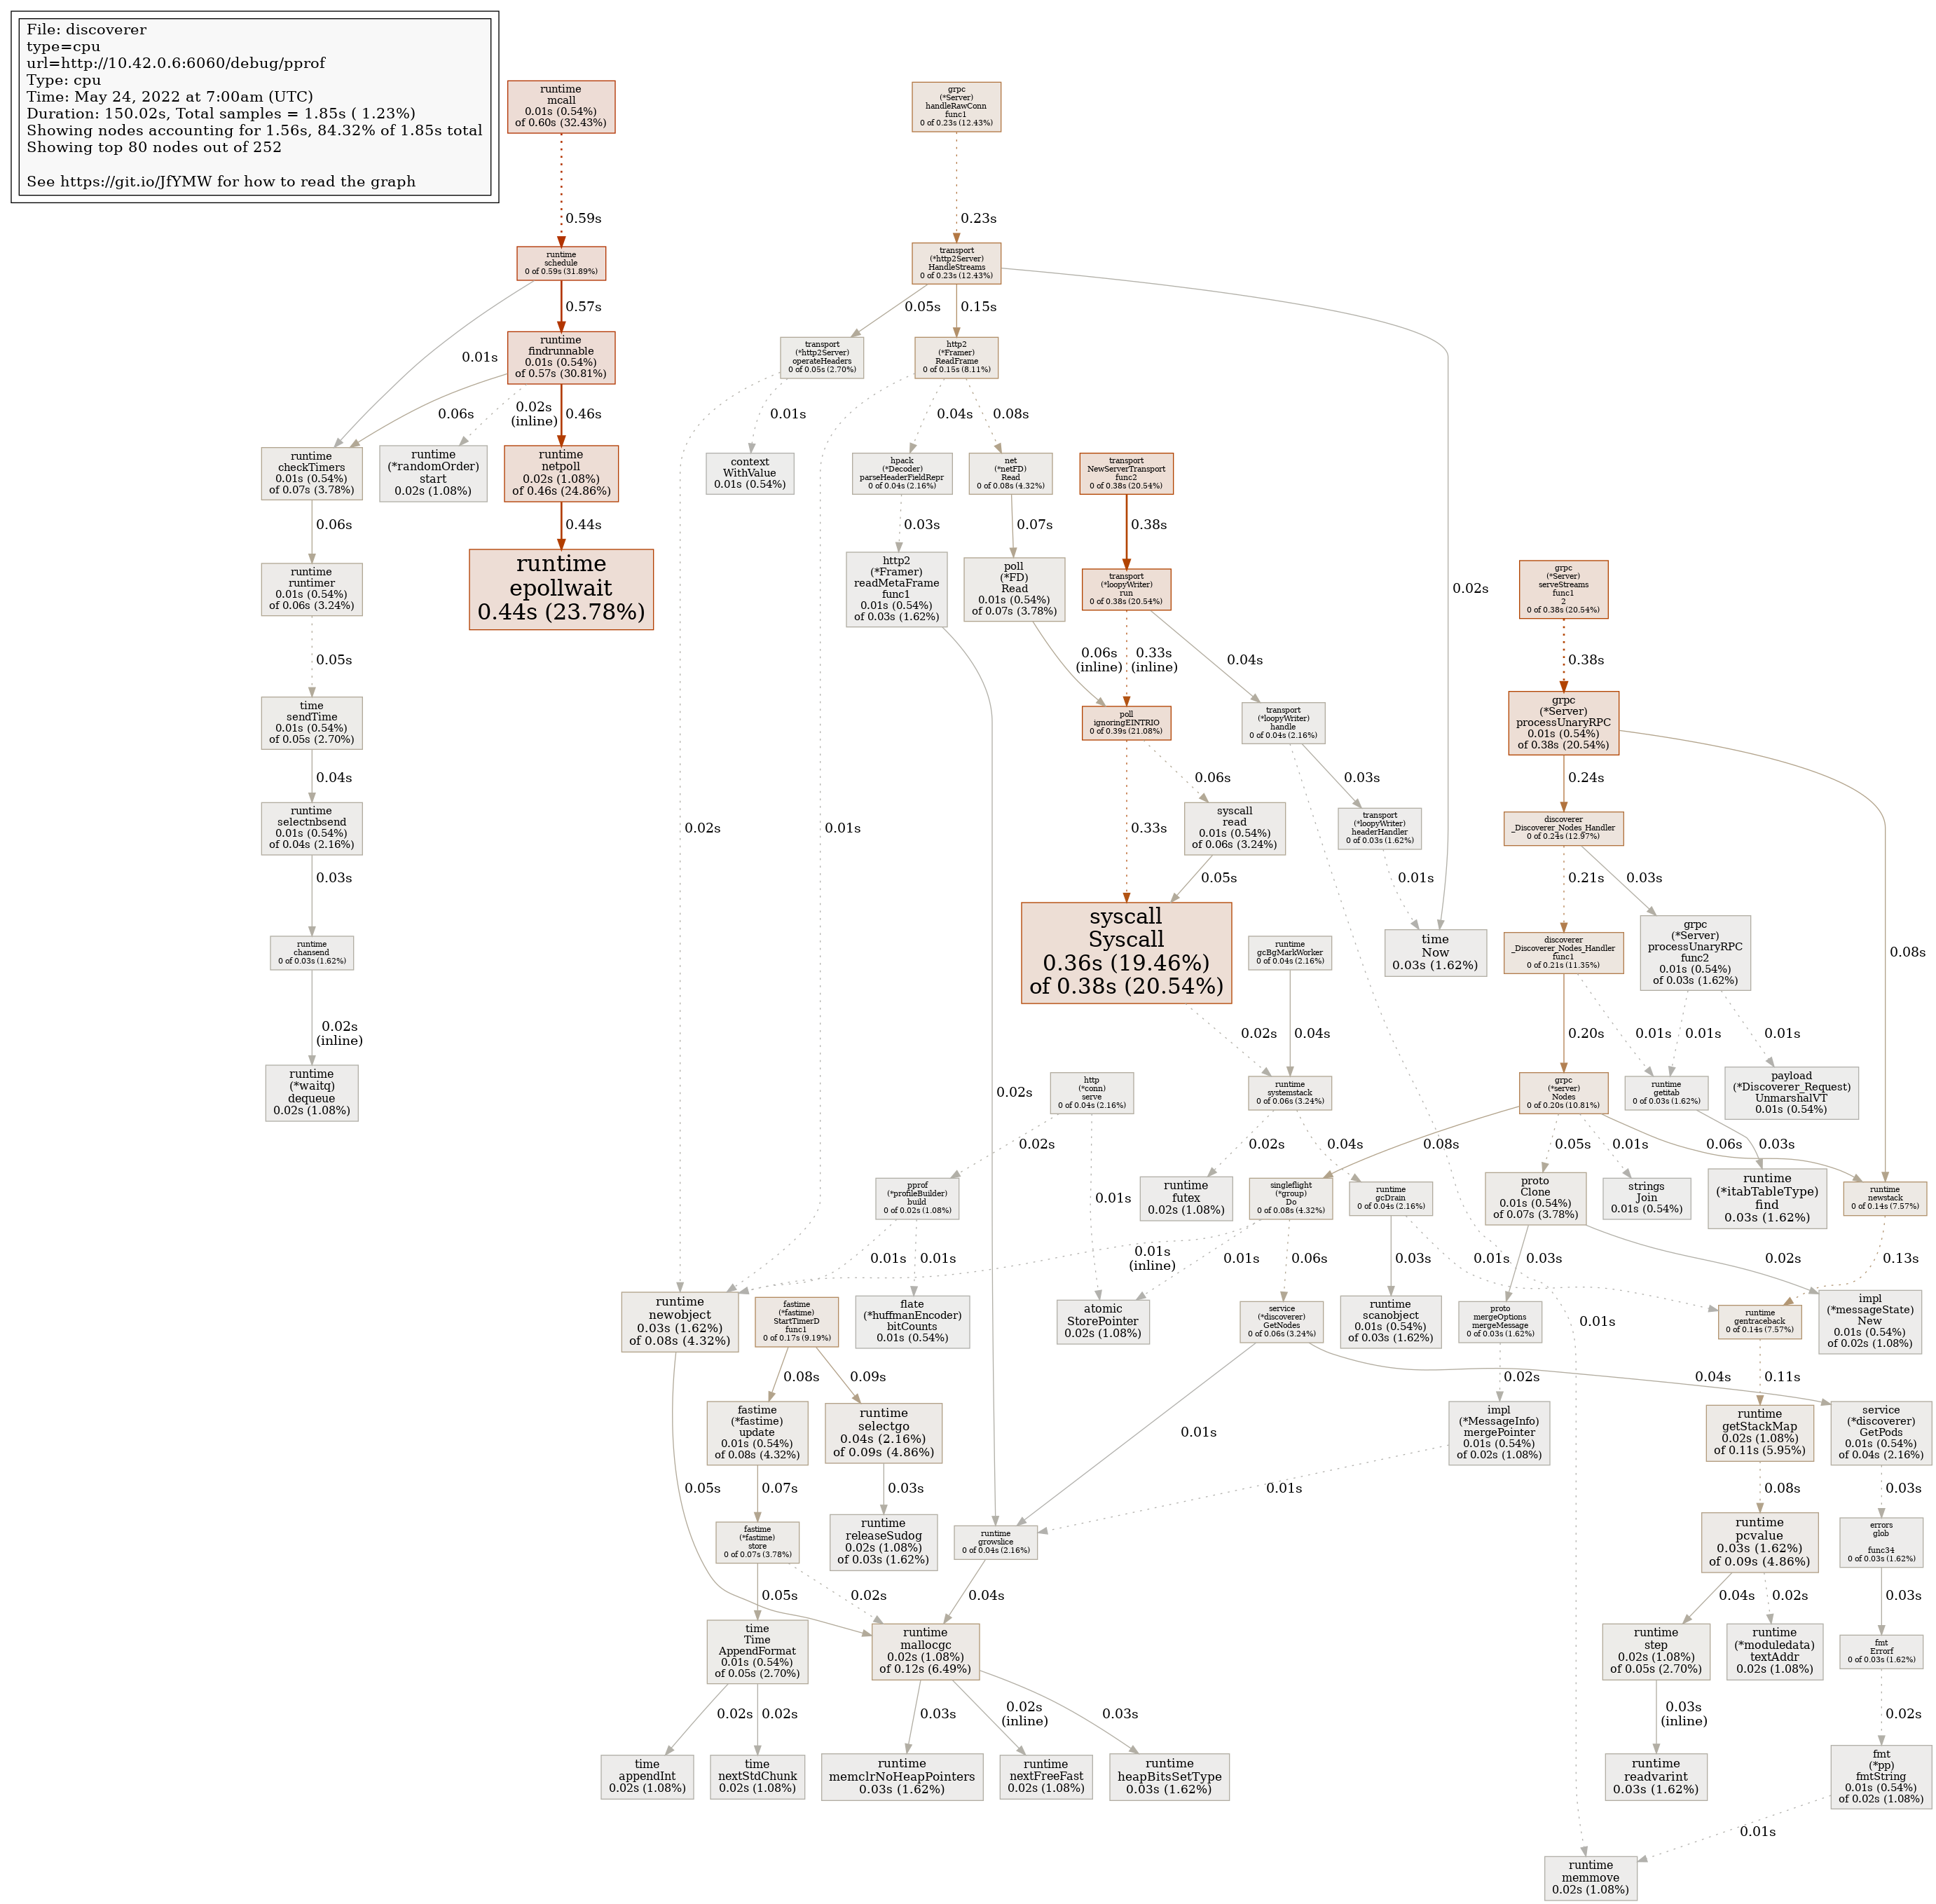 File: discoverer
type=cpu
url=http://10.42.0.6:6060/debug/pprof
Type: cpu
Time: May 24, 2022 at 7:00am (UTC)
Duration: 150.02s, Total samples = 1.85s ( 1.23%)
Showing nodes accounting for 1.56s, 84.32% of 1.85s total
Showing top 80 nodes out of 252
See https://git.io/JfYMW for how to read the graph
runtime
mcall
0.01s (0.54%)
of 0.60s (32.43%)
grpc
(*Server)
handleRawConn
func1
0 of 0.23s (12.43%)
0.59s
0.23s
runtime
schedule
0 of 0.59s (31.89%)
transport
(*http2Server)
HandleStreams
0 of 0.23s (12.43%)
0.57s
0.05s
0.15s
runtime
findrunnable
0.01s (0.54%)
of 0.57s (30.81%)
transport
(*http2Server)
operateHeaders
0 of 0.05s (2.70%)
http2
(*Framer)
ReadFrame
0 of 0.15s (8.11%)
0.01s
0.06s
0.02s
(inline)
0.46s
0.01s
0.04s
0.08s
runtime
checkTimers
0.01s (0.54%)
of 0.07s (3.78%)
runtime
(*randomOrder)
start
0.02s (1.08%)
runtime
netpoll
0.02s (1.08%)
of 0.46s (24.86%)
context
WithValue
0.01s (0.54%)
hpack
(*Decoder)
parseHeaderFieldRepr
0 of 0.04s (2.16%)
net
(*netFD)
Read
0 of 0.08s (4.32%)
transport
NewServerTransport
func2
0 of 0.38s (20.54%)
0.06s
0.44s
0.03s
0.07s
0.38s
runtime
runtimer
0.01s (0.54%)
of 0.06s (3.24%)
runtime
epollwait
0.44s (23.78%)
http2
(*Framer)
readMetaFrame
func1
0.01s (0.54%)
of 0.03s (1.62%)
poll
(*FD)
Read
0.01s (0.54%)
of 0.07s (3.78%)
transport
(*loopyWriter)
run
0 of 0.38s (20.54%)
0.02s
grpc
(*Server)
serveStreams
func1
2
0 of 0.38s (20.54%)
0.05s
0.06s
(inline)
0.33s
(inline)
0.04s
0.38s
time
sendTime
0.01s (0.54%)
of 0.05s (2.70%)
poll
ignoringEINTRIO
0 of 0.39s (21.08%)
transport
(*loopyWriter)
handle
0 of 0.04s (2.16%)
grpc
(*Server)
processUnaryRPC
0.01s (0.54%)
of 0.38s (20.54%)
0.04s
0.06s
0.03s
0.24s
runtime
selectnbsend
0.01s (0.54%)
of 0.04s (2.16%)
0.02s
0.01s
0.33s
syscall
read
0.01s (0.54%)
of 0.06s (3.24%)
transport
(*loopyWriter)
headerHandler
0 of 0.03s (1.62%)
discoverer
_Discoverer_Nodes_Handler
0 of 0.24s (12.97%)
0.03s
0.05s
0.01s
0.21s
0.03s
runtime
chansend
0 of 0.03s (1.62%)
syscall
Syscall
0.36s (19.46%)
of 0.38s (20.54%)
runtime
gcBgMarkWorker
0 of 0.04s (2.16%)
time
Now
0.03s (1.62%)
discoverer
_Discoverer_Nodes_Handler
func1
0 of 0.21s (11.35%)
grpc
(*Server)
processUnaryRPC
func2
0.01s (0.54%)
of 0.03s (1.62%)
0.08s
0.02s
(inline)
0.02s
0.04s
0.20s
0.01s
0.01s
0.01s
runtime
(*waitq)
dequeue
0.02s (1.08%)
0.02s
http
(*conn)
serve
0 of 0.04s (2.16%)
runtime
systemstack
0 of 0.06s (3.24%)
grpc
(*server)
Nodes
0 of 0.20s (10.81%)
runtime
getitab
0 of 0.03s (1.62%)
payload
(*Discoverer_Request)
UnmarshalVT
0.01s (0.54%)
0.02s
0.02s
0.04s
0.08s
0.05s
0.01s
0.06s
0.03s
pprof
(*profileBuilder)
build
0 of 0.02s (1.08%)
0.01s
runtime
futex
0.02s (1.08%)
singleflight
(*group)
Do
0 of 0.08s (4.32%)
runtime
gcDrain
0 of 0.04s (2.16%)
proto
Clone
0.01s (0.54%)
of 0.07s (3.78%)
strings
Join
0.01s (0.54%)
runtime
(*itabTableType)
find
0.03s (1.62%)
runtime
newstack
0 of 0.14s (7.57%)
0.01s
0.01s
0.01s
(inline)
0.01s
0.06s
0.03s
0.01s
0.03s
0.02s
0.13s
runtime
newobject
0.03s (1.62%)
of 0.08s (4.32%)
fastime
(*fastime)
StartTimerD
func1
0 of 0.17s (9.19%)
flate
(*huffmanEncoder)
bitCounts
0.01s (0.54%)
atomic
StorePointer
0.02s (1.08%)
service
(*discoverer)
GetNodes
0 of 0.06s (3.24%)
runtime
scanobject
0.01s (0.54%)
of 0.03s (1.62%)
proto
mergeOptions
mergeMessage
0 of 0.03s (1.62%)
0.01s
runtime
gentraceback
0 of 0.14s (7.57%)
impl
(*messageState)
New
0.01s (0.54%)
of 0.02s (1.08%)
0.08s
0.09s
0.02s
0.11s
0.04s
fastime
(*fastime)
update
0.01s (0.54%)
of 0.08s (4.32%)
runtime
selectgo
0.04s (2.16%)
of 0.09s (4.86%)
0.01s
impl
(*MessageInfo)
mergePointer
0.01s (0.54%)
of 0.02s (1.08%)
runtime
getStackMap
0.02s (1.08%)
of 0.11s (5.95%)
service
(*discoverer)
GetPods
0.01s (0.54%)
of 0.04s (2.16%)
0.05s
0.07s
0.03s
0.01s
0.08s
0.03s
fastime
(*fastime)
store
0 of 0.07s (3.78%)
runtime
releaseSudog
0.02s (1.08%)
of 0.03s (1.62%)
runtime
growslice
0 of 0.04s (2.16%)
runtime
pcvalue
0.03s (1.62%)
of 0.09s (4.86%)
errors
glob
func34
0 of 0.03s (1.62%)
0.05s
0.02s
0.04s
0.04s
0.02s
0.03s
time
Time
AppendFormat
0.01s (0.54%)
of 0.05s (2.70%)
runtime
mallocgc
0.02s (1.08%)
of 0.12s (6.49%)
runtime
step
0.02s (1.08%)
of 0.05s (2.70%)
runtime
(*moduledata)
textAddr
0.02s (1.08%)
fmt
Errorf
0 of 0.03s (1.62%)
0.02s
0.02s
0.03s
0.02s
(inline)
0.03s
0.03s
(inline)
0.02s
time
appendInt
0.02s (1.08%)
time
nextStdChunk
0.02s (1.08%)
runtime
memclrNoHeapPointers
0.03s (1.62%)
runtime
nextFreeFast
0.02s (1.08%)
runtime
heapBitsSetType
0.03s (1.62%)
runtime
readvarint
0.03s (1.62%)
fmt
(*pp)
fmtString
0.01s (0.54%)
of 0.02s (1.08%)
0.01s
runtime
memmove
0.02s (1.08%)